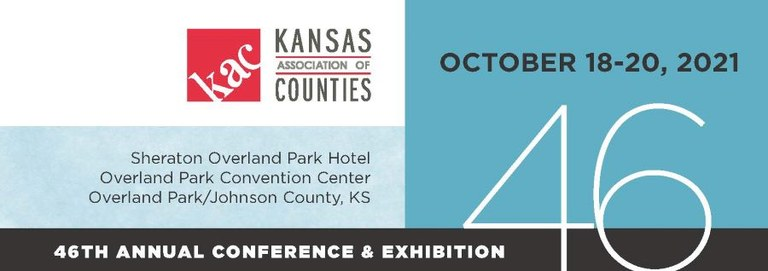 kac
KANSAS
ASSOCIATION OF
COUNTIES
OCTOBER 18-20, 2021
Sheraton Overland Park Hotel
Overland Park Convention Center
Overland Park/Johnson County, KS
46
46TH ANNUAL CONFERENCE & EXHIBITION